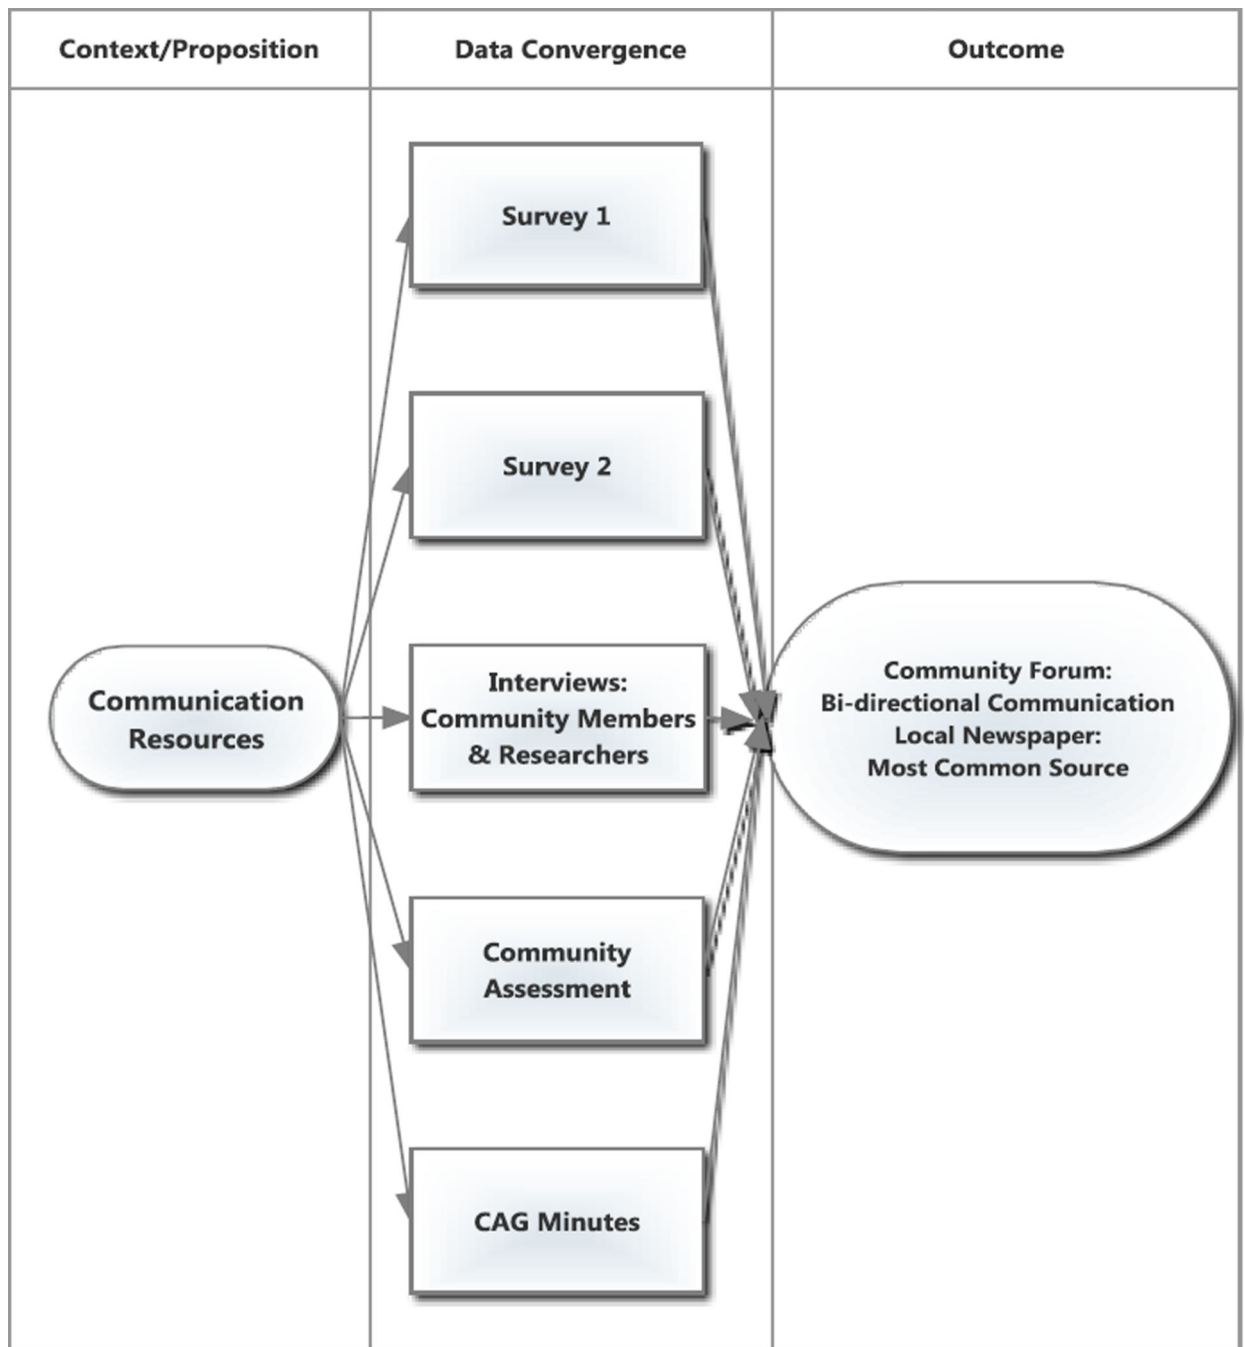 Context/Proposition
Data Convergence
Outcome
Survey 1
Survey 2
Interviews:
Community Members
& Researchers
Community
Assessment
CAG Minutes
Communication
Resources
Community Forum:
Bi-directional Communication
Local Newspaper:
Most Common Source